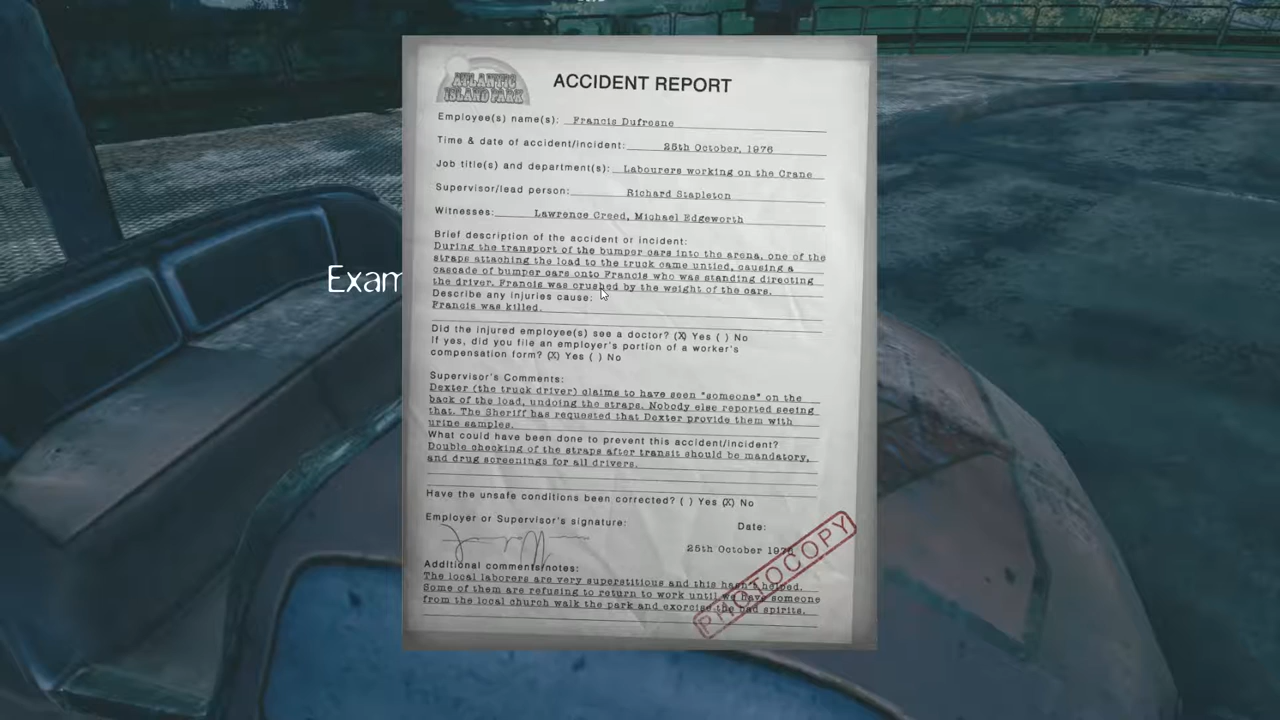 ATLANTIC
ISLAND PARK
ACCIDENT REPORT
Employee(s) name(s): Francis Dufresne
Time & date of accident/incident: 25th October, 1976
Job title(s) and department(s): Labourers working on the Crane
Supervisor/lead person: Richard Stapleton
Witnesses: Lawrence Creed, Michael Edgeworth
Brief description of the accident or incident:
During the transport of the bumper cars into the arena, one of the
straps attaching the load to the truck came untied, causing a
cascade of bumper cars onto Francis who was standing directing
the driver. Francis was crushed by the weight of the cars.
Describe any injuries cause:
Francis was killed.
Exam
Did the injured employee(s) see a doctor? (X) Yes ( ) No
If yes, did you file an employer's portion of a worker's
compensation form? (X) Yes ( ) No
Supervisor's Comments:
Dexter (the truck driver) claims to have seen "someone" on the
back of the load, undoing the straps. Nobody else reported seeing
that. The Sheriff has requested that Dexter provide them with
urine samples.
What could have been done to prevent this accident/incident?
Double checking of the straps after transit should be mandatory,
and drug screenings for all drivers.
Have the unsafe conditions been corrected? ( ) Yes (X) No
Employer or Supervisor's signature: Date:
25th October 1976
Additional comments/notes:
The local laborers are very superstitious and this hasn't helped.
Some of them are refusing to return to work until we have someone
from the local church walk the park and exorcise the bad spirits.
PHOTOCOPY